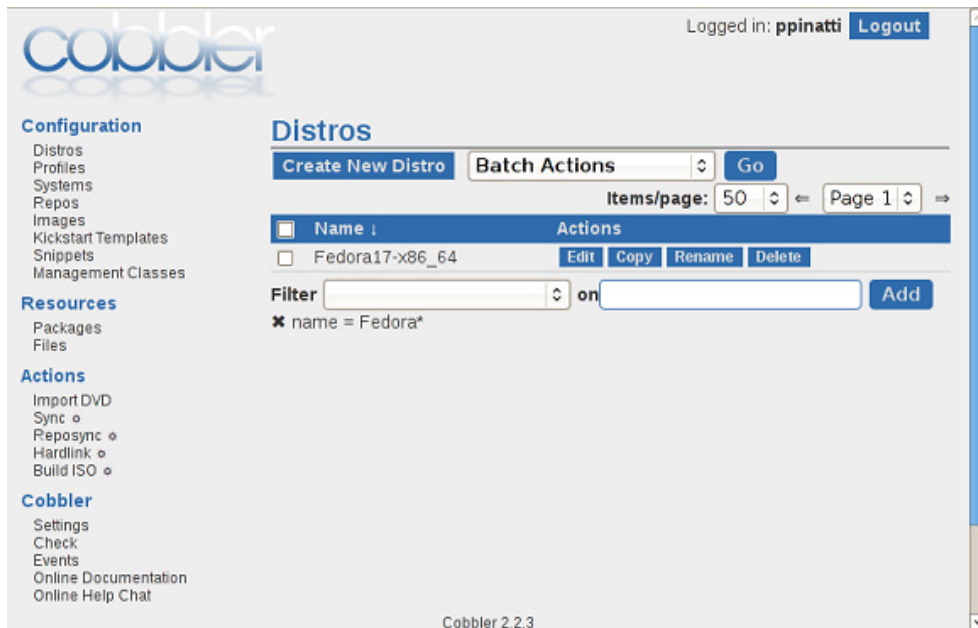 cobbler
Logged in: ppinatti Logout
Configuration
Distros
Profiles
Systems
Repos
Images
Kickstart Templates
Snippets
Management Classes
Resources
Packages
Files
Actions
Import DVD
Sync
Reposync
Hardlink
Build ISO
Cobbler
Settings
Check
Events
Online Documentation
Online Help Chat
Distros
Create New Distro Batch Actions Go
Items/page: 50 ⇐ Page 1 ⇒
Name ↓ Actions
Fedora17-x86_64 Edit Copy Rename Delete
Filter on Add
✖ name = Fedora*
Cobbler 2.2.3